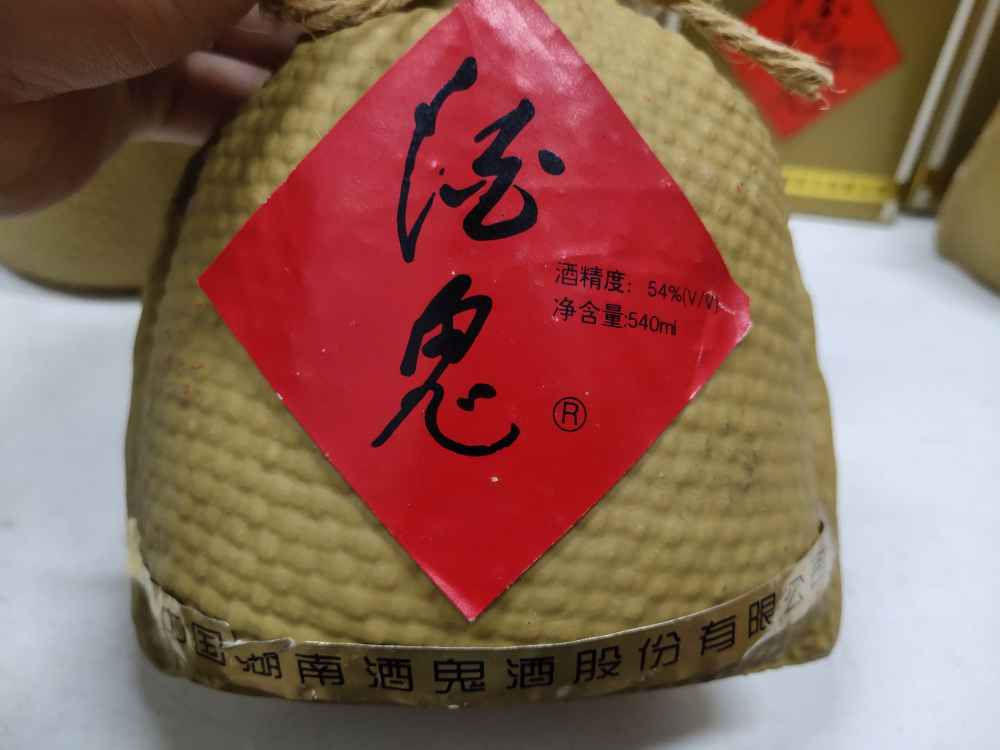 酒鬼
酒精度: 54%(V/V)
净含量:540ml
®
中国湖南酒鬼酒股份有限公司